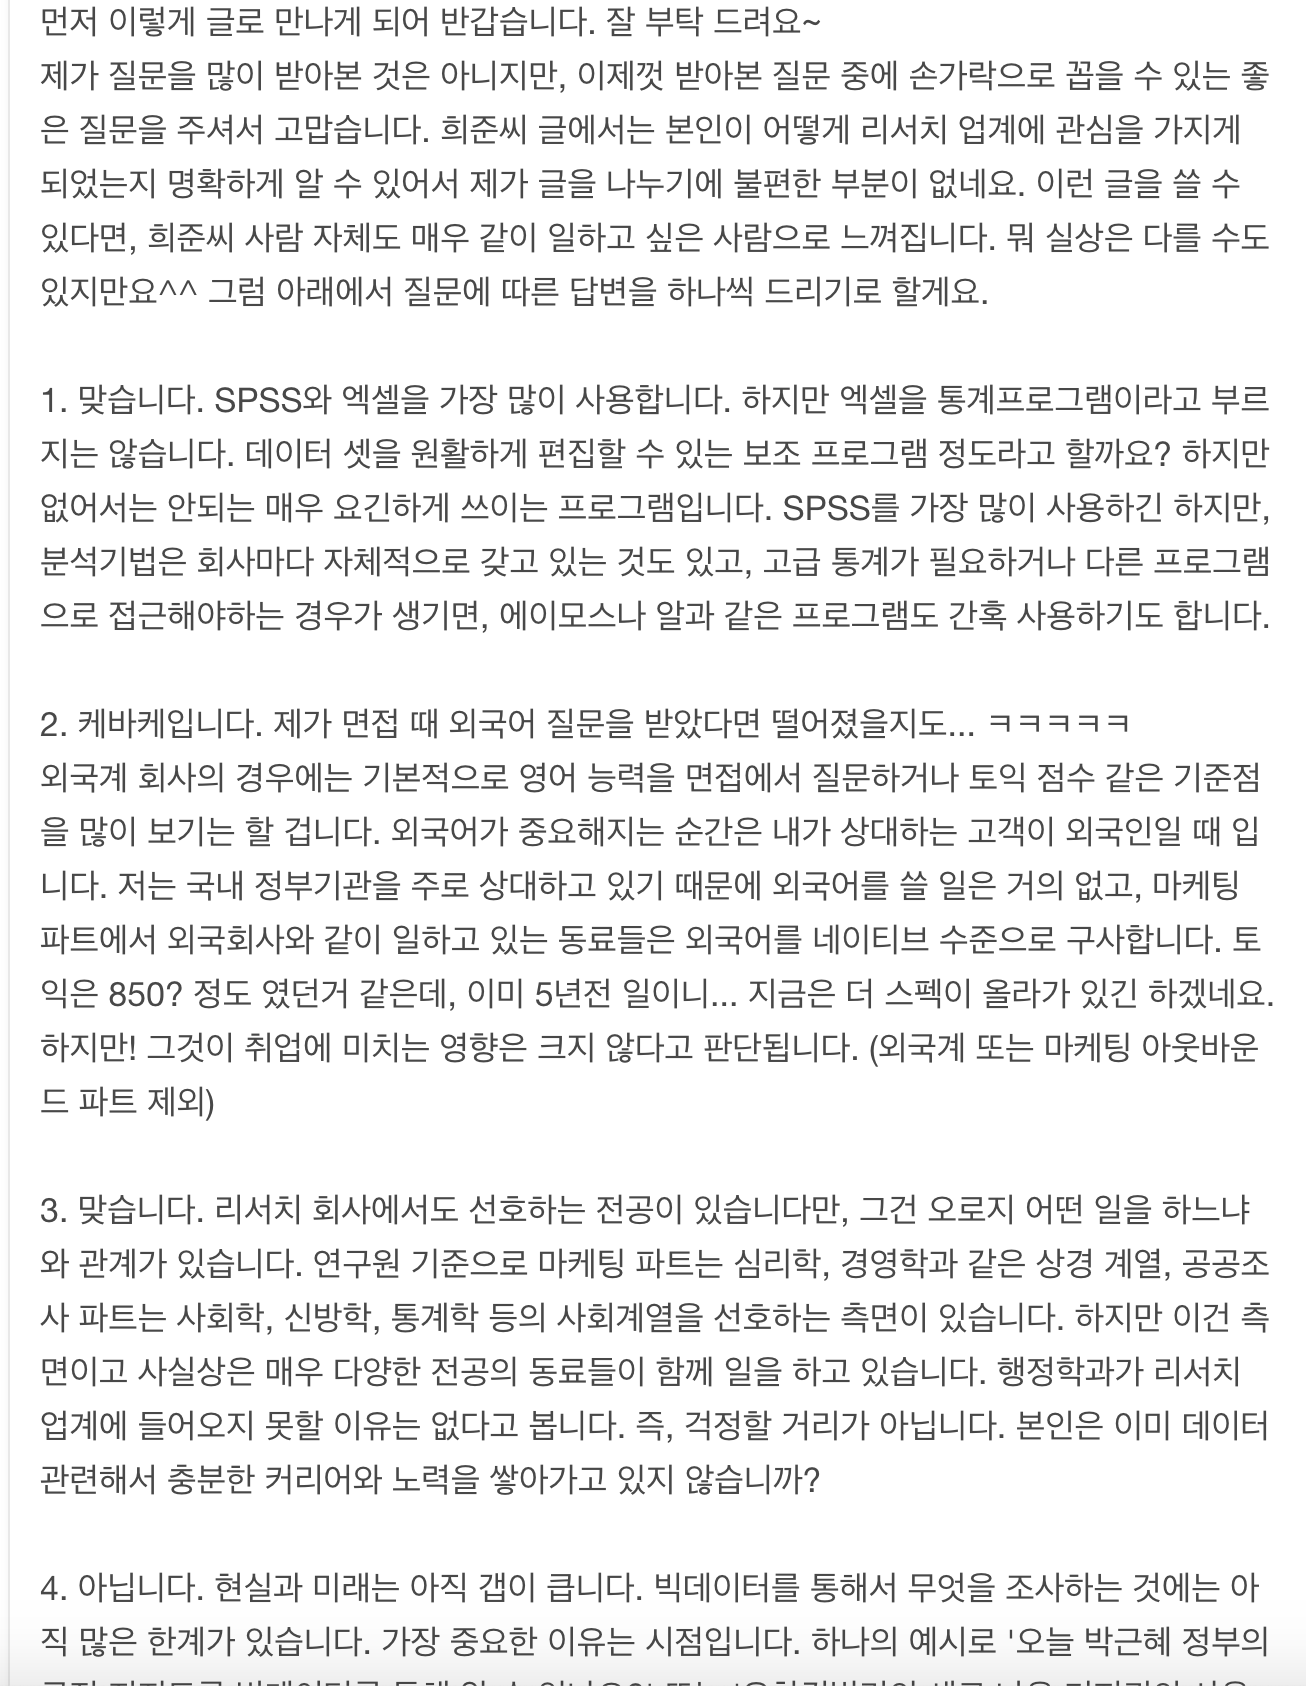 먼저 이렇게 글로 만나게 되어 반갑습니다. 잘 부탁 드려요~
제가 질문을 많이 받아본 것은 아니지만, 이제껏 받아본 질문 중에 손가락으로 꼽을 수 있는 좋
은 질문을 주셔서 고맙습니다. 희준씨 글에서는 본인이 어떻게 리서치 업계에 관심을 가지게
되었는지 명확하게 알 수 있어서 제가 글을 나누기에 불편한 부분이 없네요. 이런 글을 쓸 수
있다면, 희준씨 사람 자체도 매우 같이 일하고 싶은 사람으로 느껴집니다. 뭐 실상은 다를 수도
있지만요^^ 그럼 아래에서 질문에 따른 답변을 하나씩 드리기로 할게요.
1. 맞습니다. SPSS와 엑셀을 가장 많이 사용합니다. 하지만 엑셀을 통계프로그램이라고 부르
지는 않습니다. 데이터 셋을 원활하게 편집할 수 있는 보조 프로그램 정도라고 할까요? 하지만
없어서는 안되는 매우 요긴하게 쓰이는 프로그램입니다. SPSS를 가장 많이 사용하긴 하지만,
분석기법은 회사마다 자체적으로 갖고 있는 것도 있고, 고급 통계가 필요하거나 다른 프로그램
으로 접근해야하는 경우가 생기면, 에이모스나 알과 같은 프로그램도 간혹 사용하기도 합니다.
2. 케바케입니다. 제가 면접 때 외국어 질문을 받았다면 떨어졌을지도... ㅋㅋㅋㅋㅋ
외국계 회사의 경우에는 기본적으로 영어 능력을 면접에서 질문하거나 토익 점수 같은 기준점
을 많이 보기는 할 겁니다. 외국어가 중요해지는 순간은 내가 상대하는 고객이 외국인일 때 입
니다. 저는 국내 정부기관을 주로 상대하고 있기 때문에 외국어를 쓸 일은 거의 없고, 마케팅
파트에서 외국회사와 같이 일하고 있는 동료들은 외국어를 네이티브 수준으로 구사합니다. 토
익은 850? 정도 였던거 같은데, 이미 5년전 일이니... 지금은 더 스펙이 올라가 있긴 하겠네요.
하지만! 그것이 취업에 미치는 영향은 크지 않다고 판단됩니다. (외국계 또는 마케팅 아웃바운
드 파트 제외)
3. 맞습니다. 리서치 회사에서도 선호하는 전공이 있습니다만, 그건 오로지 어떤 일을 하느냐
와 관계가 있습니다. 연구원 기준으로 마케팅 파트는 심리학, 경영학과 같은 상경 계열, 공공조
사 파트는 사회학, 신방학, 통계학 등의 사회계열을 선호하는 측면이 있습니다. 하지만 이건 측
면이고 사실상은 매우 다양한 전공의 동료들이 함께 일을 하고 있습니다. 행정학과가 리서치
업계에 들어오지 못할 이유는 없다고 봅니다. 즉, 걱정할 거리가 아닙니다. 본인은 이미 데이터
관련해서 충분한 커리어와 노력을 쌓아가고 있지 않습니까?
4. 아닙니다. 현실과 미래는 아직 갭이 큽니다. 빅데이터를 통해서 무엇을 조사하는 것에는 아
직 많은 한계가 있습니다. 가장 중요한 이유는 시점입니다. 하나의 예시로 '오늘 박근혜 정부의